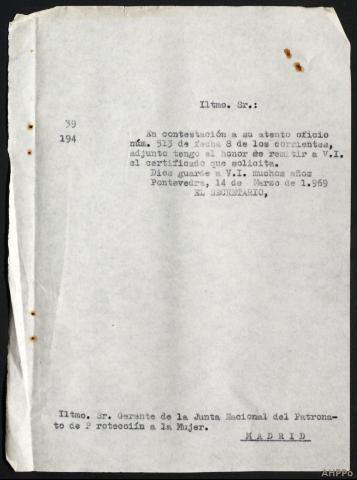 Iltmo. Sr.:
39
194
En contestación a su atento oficio
núm. 513 de fecha 8 de los corrientes,
adjunto tengo el honor de remitir a V.I.
el certificado que solicita.
Dios guarde a V.I. muchos años
Pontevedra, 14 de Marzo de 1.969
EL SECRETARIO,
Iltmo. Sr. Gerente de la Junta Nacional del Patrona-
to de Protecciín a la Mujer.
MADRID
AHPPo